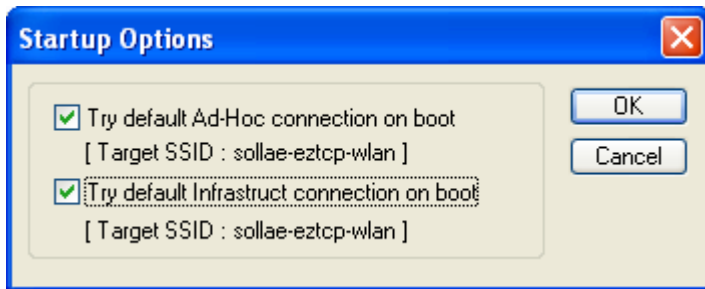 Startup Options
Try default Ad-Hoc connection on boot
[ Target SSID : sollae-eztcp-wlan ]
Try default Infrastruct connection on boot
[ Target SSID : sollae-eztcp-wlan ]
OK
Cancel